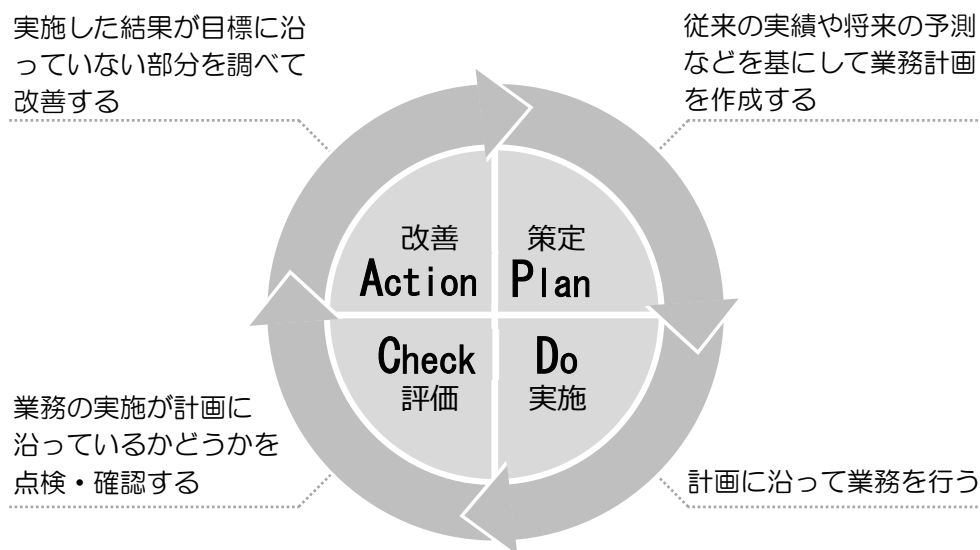 実施した結果が目標に沿
っていない部分を調べて
改善する
従来の実績や将来の予測
などを基にして業務計画
を作成する
改善
Action
策定
Plan
Check
評価
Do
実施
業務の実施が計画に
沿っているかどうかを
点検・確認する
計画に沿って業務を行う